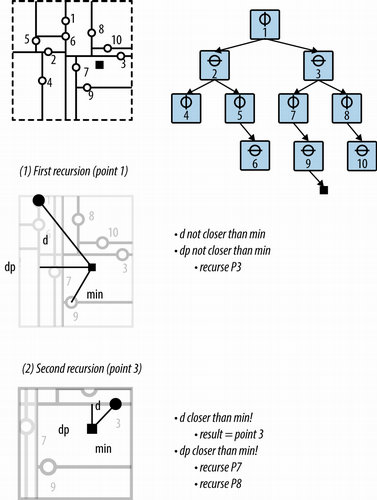 1
8
5
6
10
2
3
7
4
9
1
2
3
4
5
7
8
6
9
10
(1) First recursion (point 1)
8
d
10
3
dp
7
min
9
• d not closer than min
• dp not closer than min
• recurse P3
(2) Second recursion (point 3)
d
3
dp
7
min
9
• d closer than min!
• result = point 3
• dp closer than min!
• recurse P7
• recurse P8